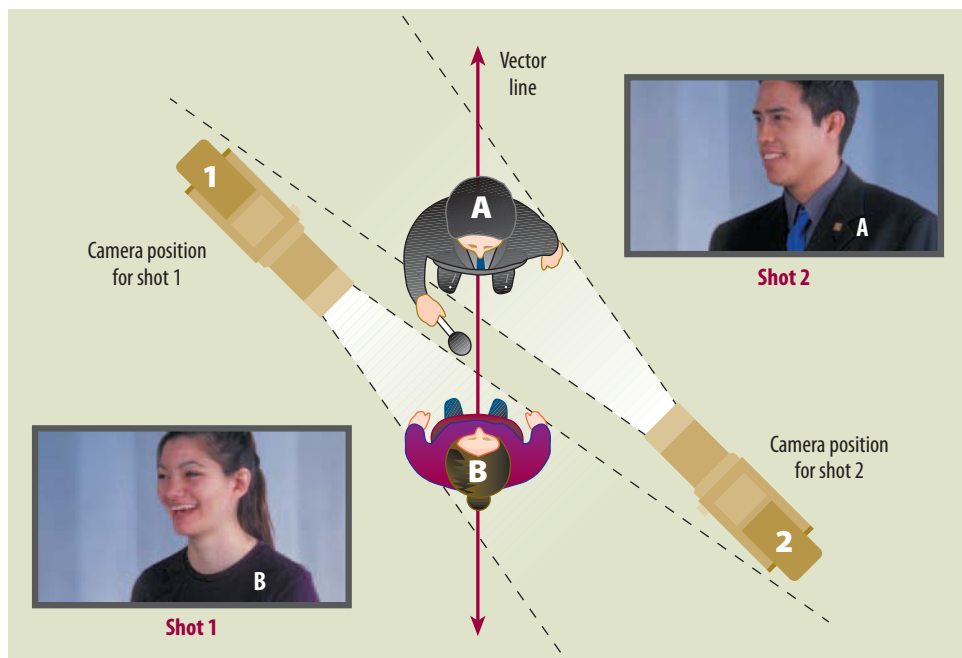 Vector
line
1
A
Camera position
for shot 1
A
Shot 2
B
Camera position
for shot 2
2
B
Shot 1